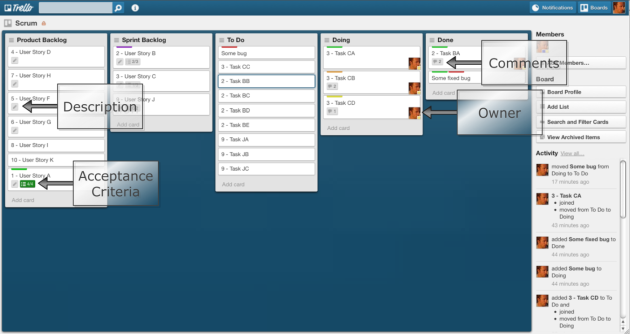 Trello
Notifications
Boards
Scrum
Product Backlog
4 - User Story D
5 - User Story F
6 - User Story G
8 - User Story I
10 - User Story K
1 - User Story A
4/4
Add card
Sprint Backlog
2 - User Story B
3 - User Story C
User Story J
Add card
To Do
Some bug
3 - Task CC
2 - Task BB
2 - Task BC
2 - Task BD
2 - Task BE
9 - Task JA
9 - Task JB
9 - Task JC
Add card
Doing
3 - Task CA
3 - Task CB
2
3 - Task CD
1
Add card
Done
2 - Task BA
2
Some fixed bug
Add card
Description
Acceptance
Criteria
Comments
Owner
Members
Members...
Board
Board Profile
Add List
Search and Filter Cards
View Archived Items
Activity View all...
moved Some bug from
Doing to To Do
17 minutes ago
3 - Task CA
• joined
• moved from To Do to
Doing
43 minutes ago
added Some fixed bug to
Done
44 minutes ago
added Some bug to
Doing
44 minutes ago
added 3 - Task CD to To
Do and
• joined
• moved from To Do to
Doing